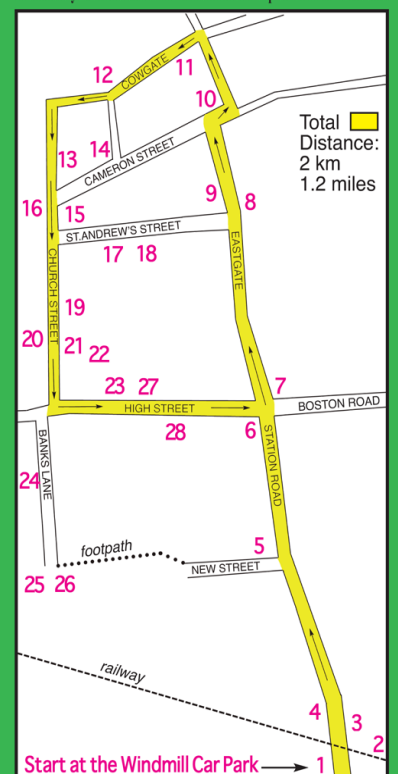 12
COWGATE
11
10
Total
Distance:
2 km
1.2 miles
13
14
CAMERON STREET
9
8
16
15
ST.ANDREW'S STREET
17
18
EASTGATE
CHURCH STREET
19
20
21
22
23
27
7
HIGH STREET
BOSTON ROAD
28
6
STATION ROAD
BANKS LANE
24
5
footpath
NEW STREET
25
26
railway
4
3
2
Start at the Windmill Car Park
1